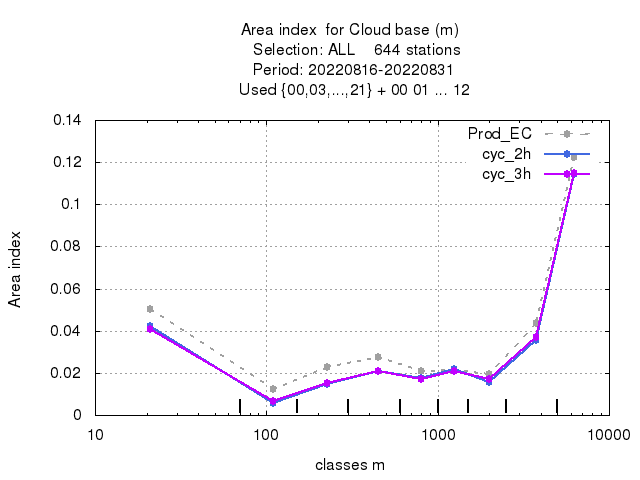 Area index  for Cloud base (m)
Selection: ALL    644 stations
Period: 20220816-20220831
Used {00,03,...,21} + 00 01 ... 12
Prod_EC
cyc_2h
cyc_3h
0.14
0.12
0.1
0.08
0.06
0.04
0.02
0
Area index
10
100
1000
10000
classes m